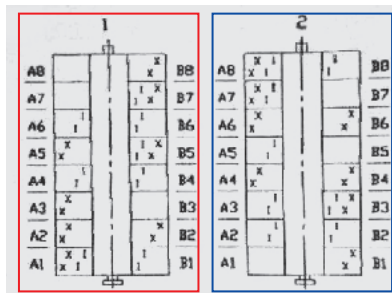 1 2
A8 B8 A8 B8
A7 B7 A7 B7
A6 B6 A6 B6
A5 B5 A5 B5
A4 B4 A4 B4
A3 B3 A3 B3
A2 B2 A2 B2
A1 B1 A1 B1